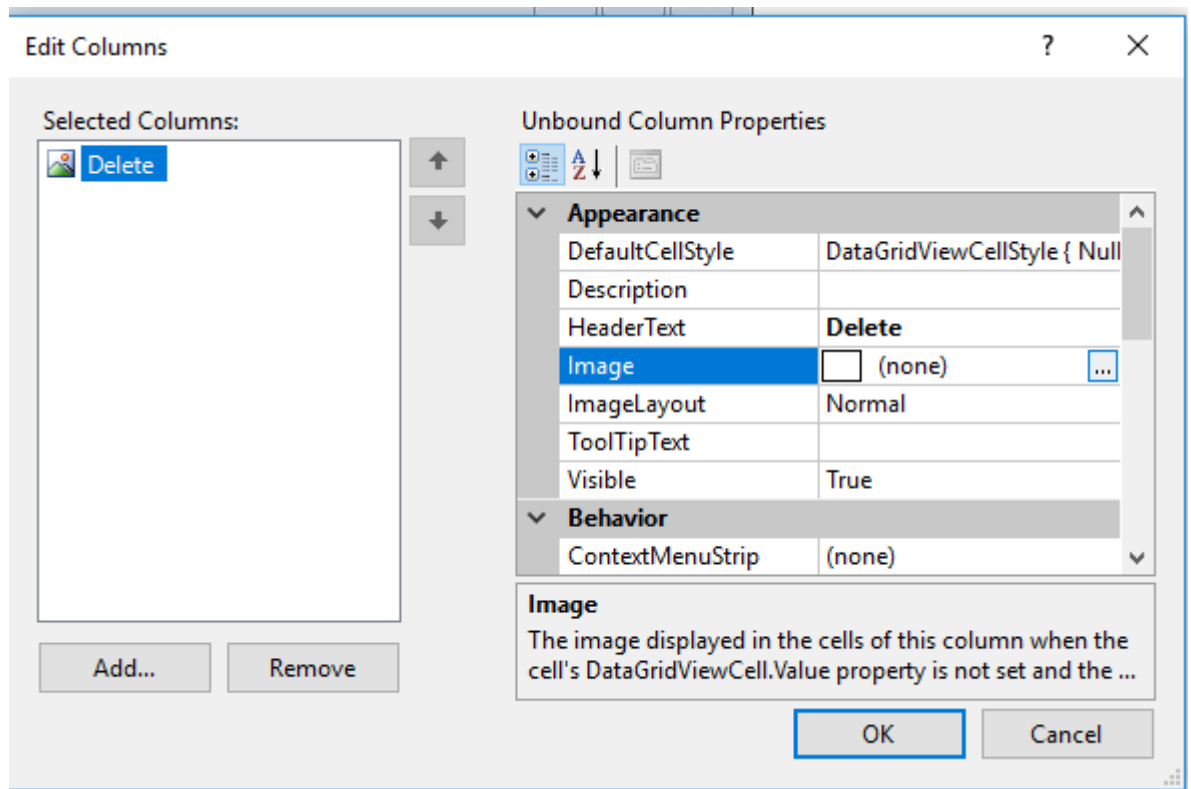 Edit Columns
?
Selected Columns:
Delete
Unbound Column Properties
A
Z
Appearance
DefaultCellStyle DataGridViewCellStyle { Null
Description
HeaderText Delete
Image (none) ...
ImageLayout Normal
ToolTipText
Visible True
Behavior
ContextMenuStrip (none)
Image
The image displayed in the cells of this column when the
cell's DataGridViewCell.Value property is not set and the ...
Add... Remove
OK Cancel